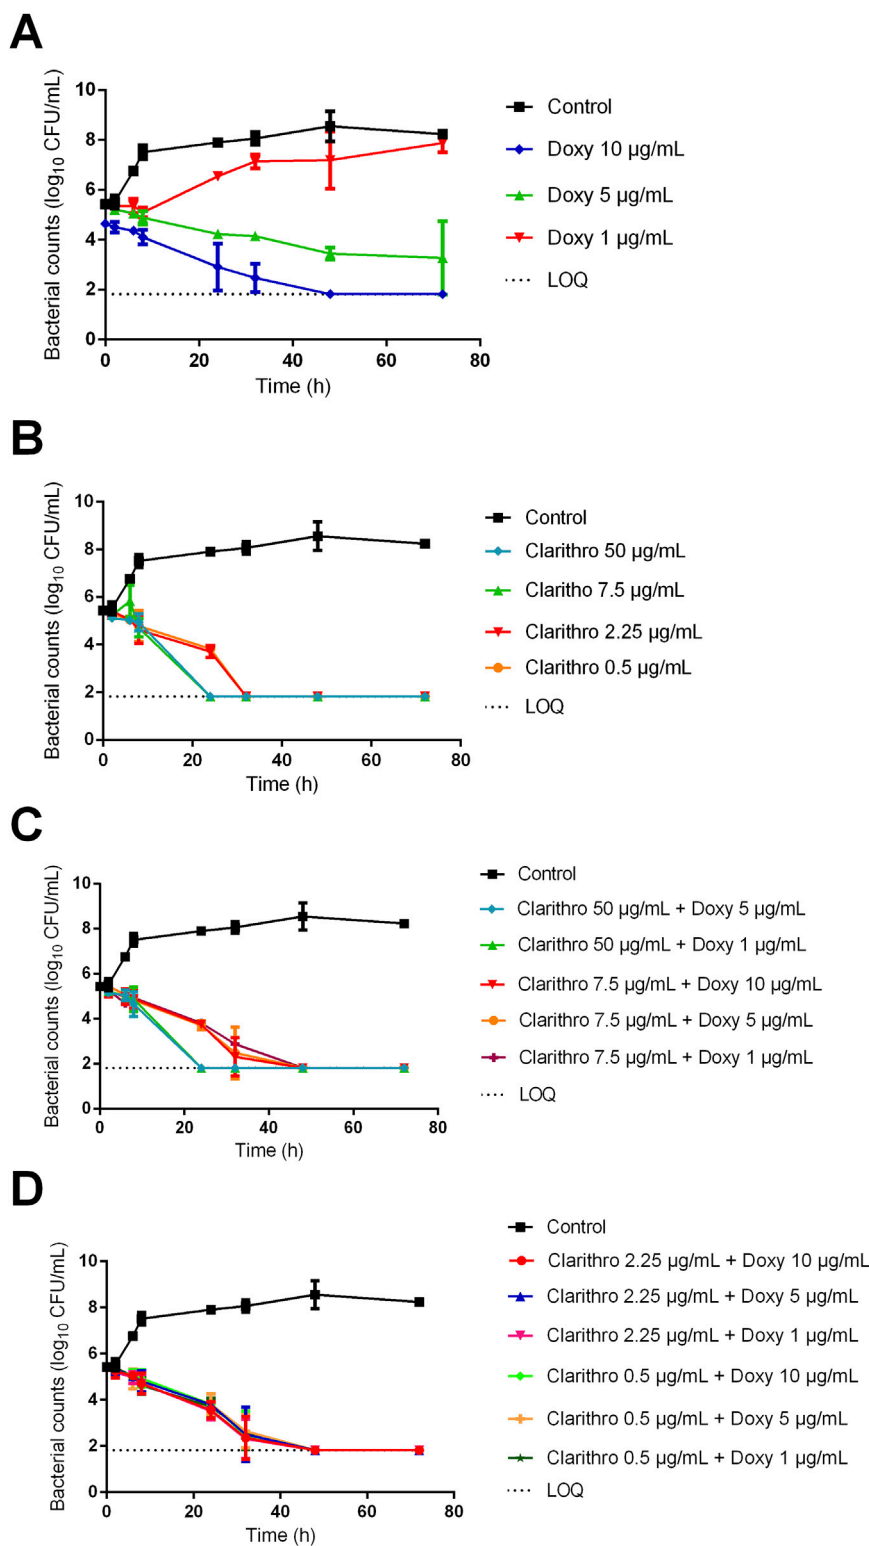 A
Bacterial counts (log10 CFU/mL)
10
8
6
4
2
0
0 20 40 60 80
Time (h)
Control
Doxy 10 µg/mL
Doxy 5 µg/mL
Doxy 1 µg/mL
LOQ
B
Bacterial counts (log10 CFU/mL)
10
8
6
4
2
0
0 20 40 60 80
Time (h)
Control
Clarithro 50 µg/mL
Claritho 7.5 µg/mL
Clarithro 2.25 µg/mL
Clarithro 0.5 µg/mL
LOQ
C
Bacterial counts (log10 CFU/mL)
10
8
6
4
2
0
0 20 40 60 80
Time (h)
Control
Clarithro 50 µg/mL + Doxy 5 µg/mL
Clarithro 50 µg/mL + Doxy 1 µg/mL
Clarithro 7.5 µg/mL + Doxy 10 µg/mL
Clarithro 7.5 µg/mL + Doxy 5 µg/mL
Clarithro 7.5 µg/mL + Doxy 1 µg/mL
LOQ
D
Bacterial counts (log10 CFU/mL)
10
8
6
4
2
0
0 20 40 60 80
Time (h)
Control
Clarithro 2.25 µg/mL + Doxy 10 µg/mL
Clarithro 2.25 µg/mL + Doxy 5 µg/mL
Clarithro 2.25 µg/mL + Doxy 1 µg/mL
Clarithro 0.5 µg/mL + Doxy 10 µg/mL
Clarithro 0.5 µg/mL + Doxy 5 µg/mL
Clarithro 0.5 µg/mL + Doxy 1 µg/mL
LOQ